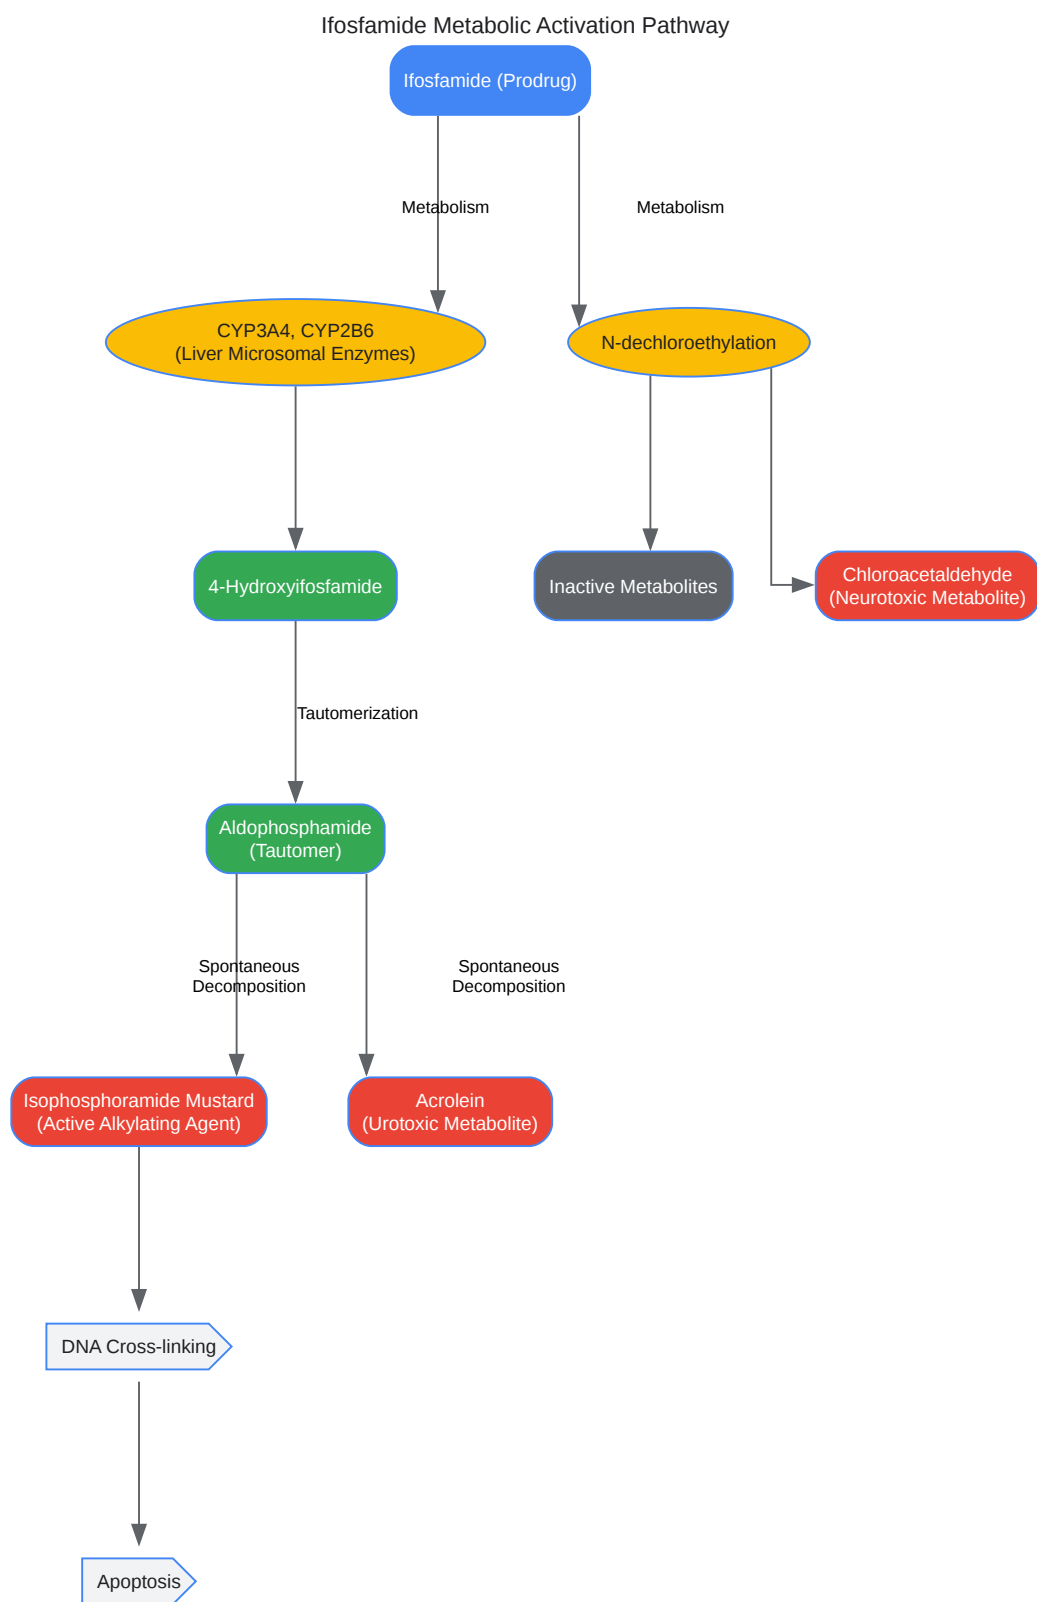 Ifosfamide Metabolic Activation Pathway
Ifosfamide (Prodrug)
Metabolism
Metabolism
CYP3A4, CYP2B6
(Liver Microsomal Enzymes)
N-dechloroethylation
4-Hydroxyifosfamide
Inactive Metabolites
Chloroacetaldehyde
(Neurotoxic Metabolite)
Tautomerization
Aldophosphamide
(Tautomer)
Spontaneous
Decomposition
Spontaneous
Decomposition
Isophosphoramide Mustard
(Active Alkylating Agent)
Acrolein
(Urotoxic Metabolite)
DNA Cross-linking
Apoptosis